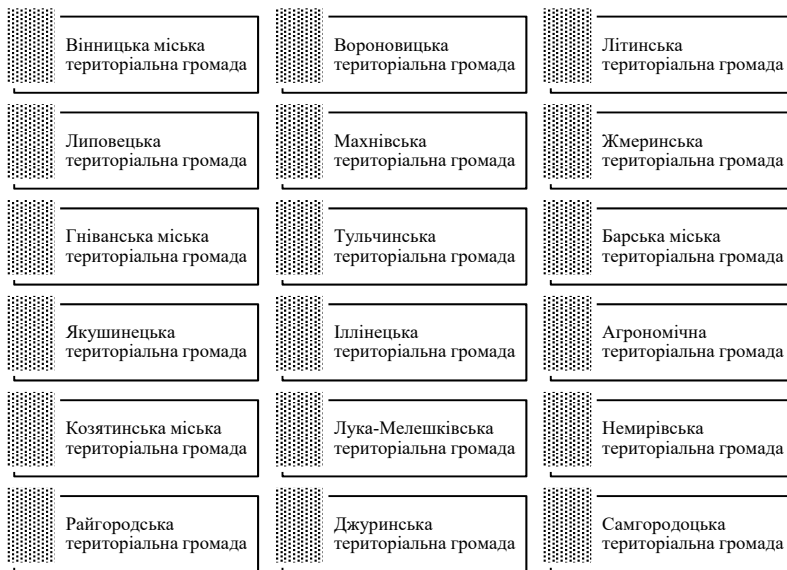 Вінницька міська
територіальна громада
Вороновицька
територіальна громада
Літинська
територіальна громада
Липовецька
територіальна громада
Махнівська
територіальна громада
Жмеринська
територіальна громада
Гніванська міська
територіальна громада
Тульчинська
територіальна громада
Барська міська
територіальна громада
Якушинецька
територіальна громада
Іллінецька
територіальна громада
Агрономічна
територіальна громада
Козятинська міська
територіальна громада
Лука-Мелешківська
територіальна громада
Немирівська
територіальна громада
Райгородська
територіальна громада
Джуринська
територіальна громада
Самгородоцька
територіальна громада